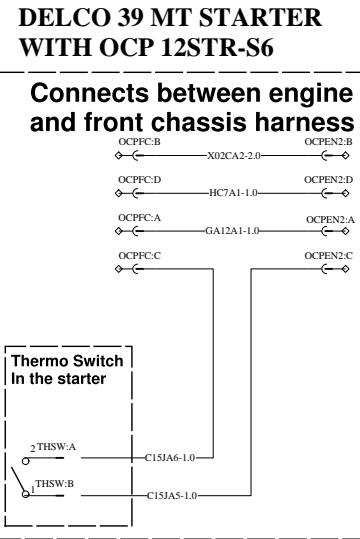 DELCO 39 MT STARTER
WITH OCP 12STR-S6
Connects between engine
and front chassis harness
OCPFC:B OCPEN2:B
X02CA2-2.0
OCPFC:D OCPEN2:D
HC7A1-1.0
OCPFC:A OCPEN2:A
GA12A1-1.0
OCPFC:C OCPEN2:C
Thermo Switch
In the starter
2 THSW:A
C15JA6-1.0
1 THSW:B
C15JA5-1.0